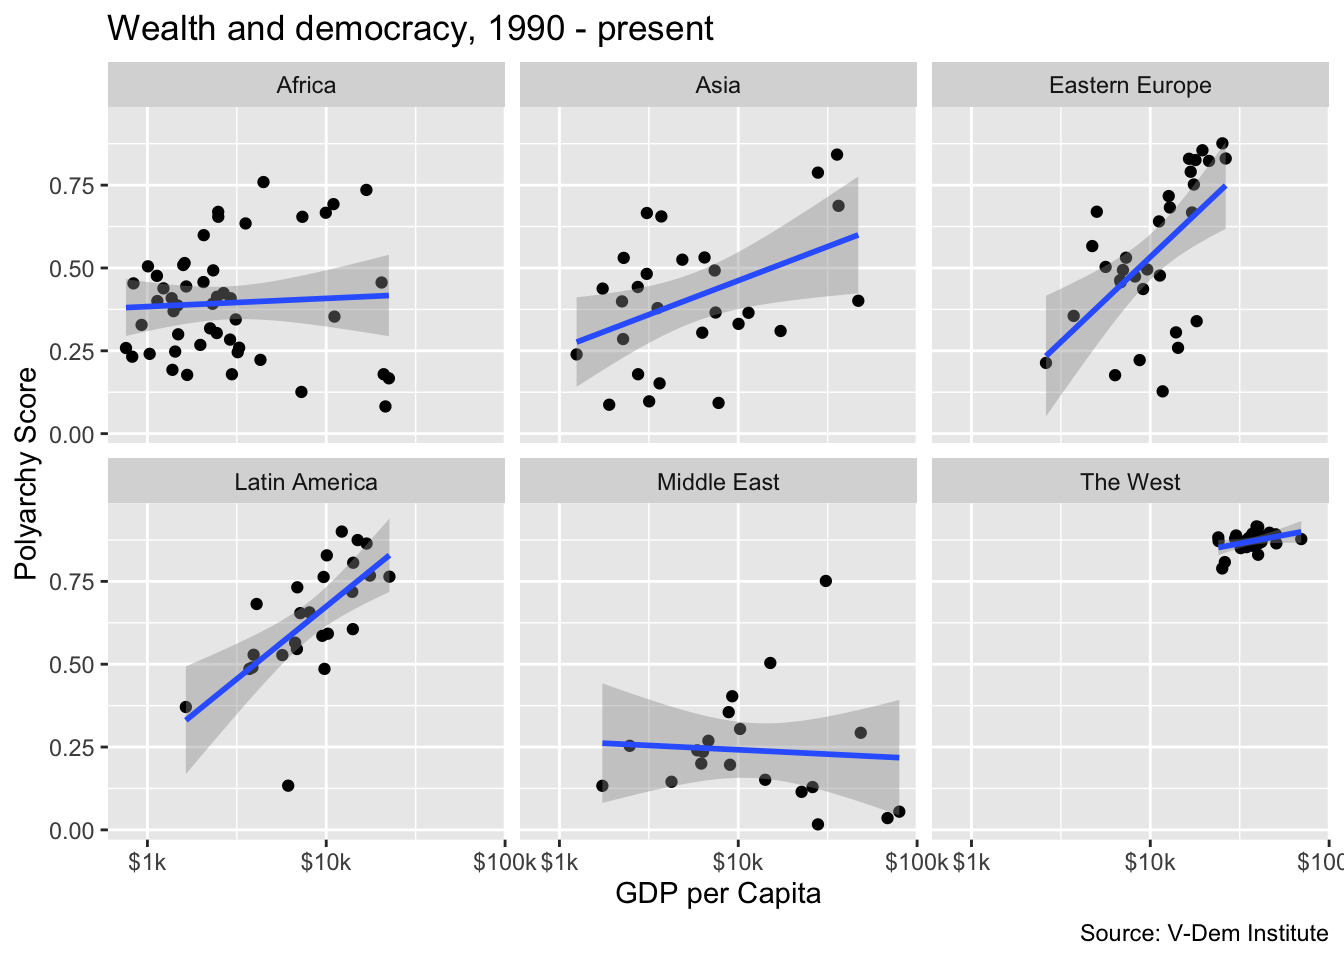 Wealth and democracy, 1990 - present
Africa
Asia
Eastern Europe
0.75
0.50
0.25
0.00
Latin America
Middle East
The West
0.75
0.50
0.25
0.00
Polyarchy Score
$1k $10k $100k $1k $10k $100k $1k $10k $100
GDP per Capita
Source: V-Dem Institute